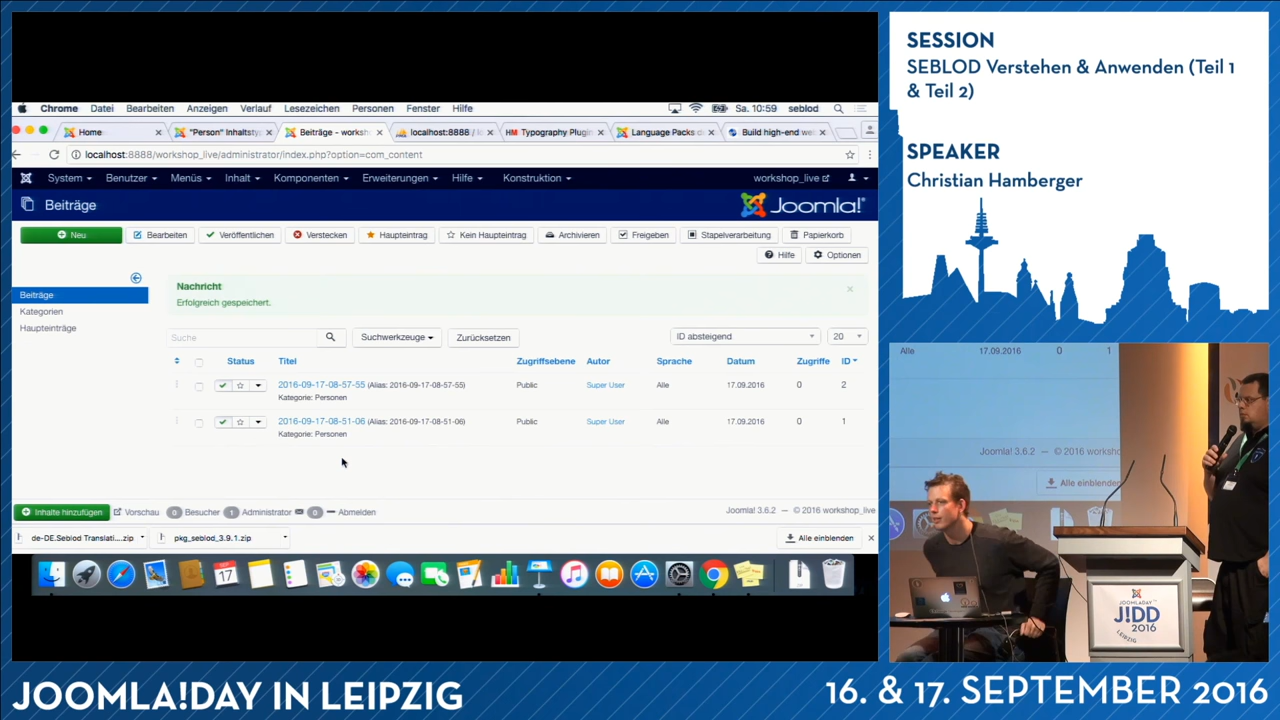 Chrome Datei Bearbeiten Anzeigen Verlauf Lesezeichen Personen Fenster Hilfe Sa. 10:59 seblod
Home "Person" Inhaltsty Beiträge - worksh localhost:8888 / HM Typography Plugin Language Packs Build high-end we
localhost:8888/workshop_live/administrator/index.php?option=com_content
System Benutzer Menüs Inhalt Komponenten Erweiterungen Hilfe Konstruktion workshop_live
Beiträge Joomla!
Neu Bearbeiten Veröffentlichen Verstecken Haupteintrag Kein Haupteintrag Archivieren Freigeben Stapelverarbeitung Papierkorb
Hilfe Optionen
Beiträge
Kategorien
Haupteinträge
Nachricht
Erfolgreich gespeichert.
Suche Suchwerkzeuge Zurücksetzen ID absteigend 20
Status Titel Zugriffsebene Autor Sprache Datum Zugriffe ID
2016-09-17-08-57-55 (Alias: 2016-09-17-08-57-55) Public Super User Alle 17.09.2016 0 2
Kategorie: Personen
2016-09-17-08-51-06 (Alias: 2016-09-17-08-51-06) Public Super User Alle 17.09.2016 0 1
Kategorie: Personen
Inhalte hinzufügen Vorschau 0 Besucher 1 Administrator 0 Abmelden Joomla! 3.6.2 — © 2016 workshop_live
de-DE.Seblod Translati....zip pkg_seblod_3.9.1.zip Alle einblenden
17
SESSION
SEBLOD Verstehen & Anwenden (Teil 1
& Teil 2)
SPEAKER
Christian Hamberger
Alle 17.09.2016 0 1
Joomla! 3.6.2 — © 2016 worksho
Alle einblenden
JOOMLA!DAY
J!DD
2016
LEIPZIG
JOOMLA!DAY IN LEIPZIG
16. & 17. SEPTEMBER 2016